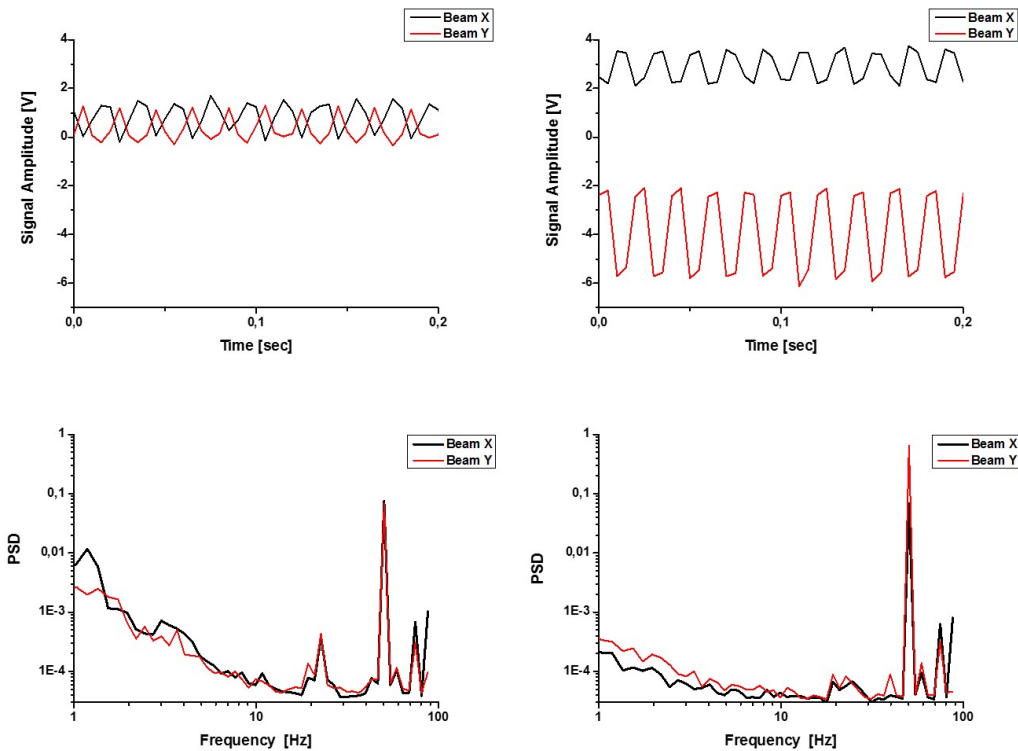 Beam X
Beam Y
4
2
0
-2
-4
-6
Signal Amplitude [V]
0,0
0,1
0,2
Time [sec]
Beam X
Beam Y
4
2
0
-2
-4
-6
Signal Amplitude [V]
0,0
0,1
0,2
Time [sec]
Beam X
Beam Y
1
0,1
0,01
1E-3
1E-4
PSD
1
10
100
Frequency [Hz]
Beam X
Beam Y
1
0,1
0,01
1E-3
1E-4
PSD
1
10
100
Frequency [Hz]